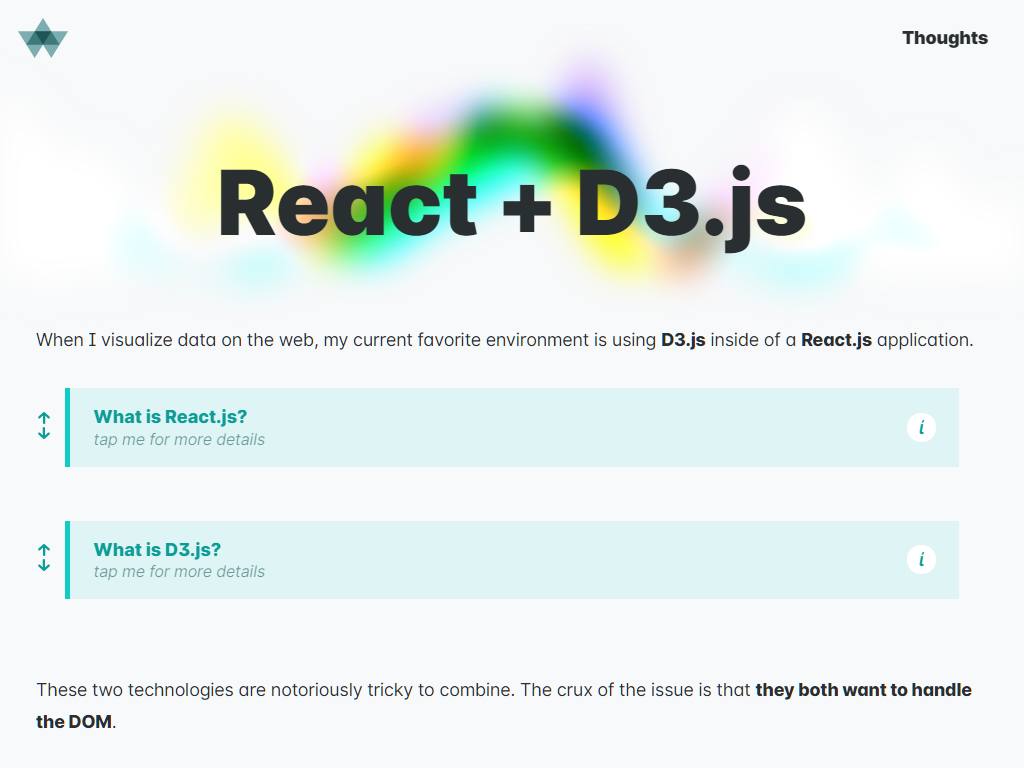 Thoughts
React + D3.js
When I visualize data on the web, my current favorite environment is using D3.js inside of a React.js application.
What is React.js?
tap me for more details
i
What is D3.js?
tap me for more details
i
These two technologies are notoriously tricky to combine. The crux of the issue is that they both want to handle
the DOM.